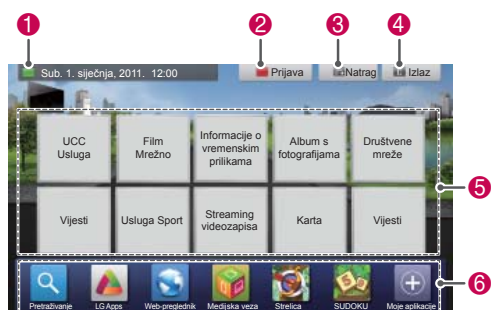 1
2
3
4
Sub. 1. siječnja, 2011. 12:00
Prijava
Natrag
Izlaz
UCC
Usluga
Film
Mrežno
Informacije o
vremenskim
prilikama
Album s
fotografijama
Društvene
mreže
5
Vijesti
Usluga Sport
Streaming
videozapisa
Karta
Vijesti
6
Pretraživanje
LG Apps
Web-preglednik
Medijska veza
Strelica
SUDOKU
Moje aplikacije